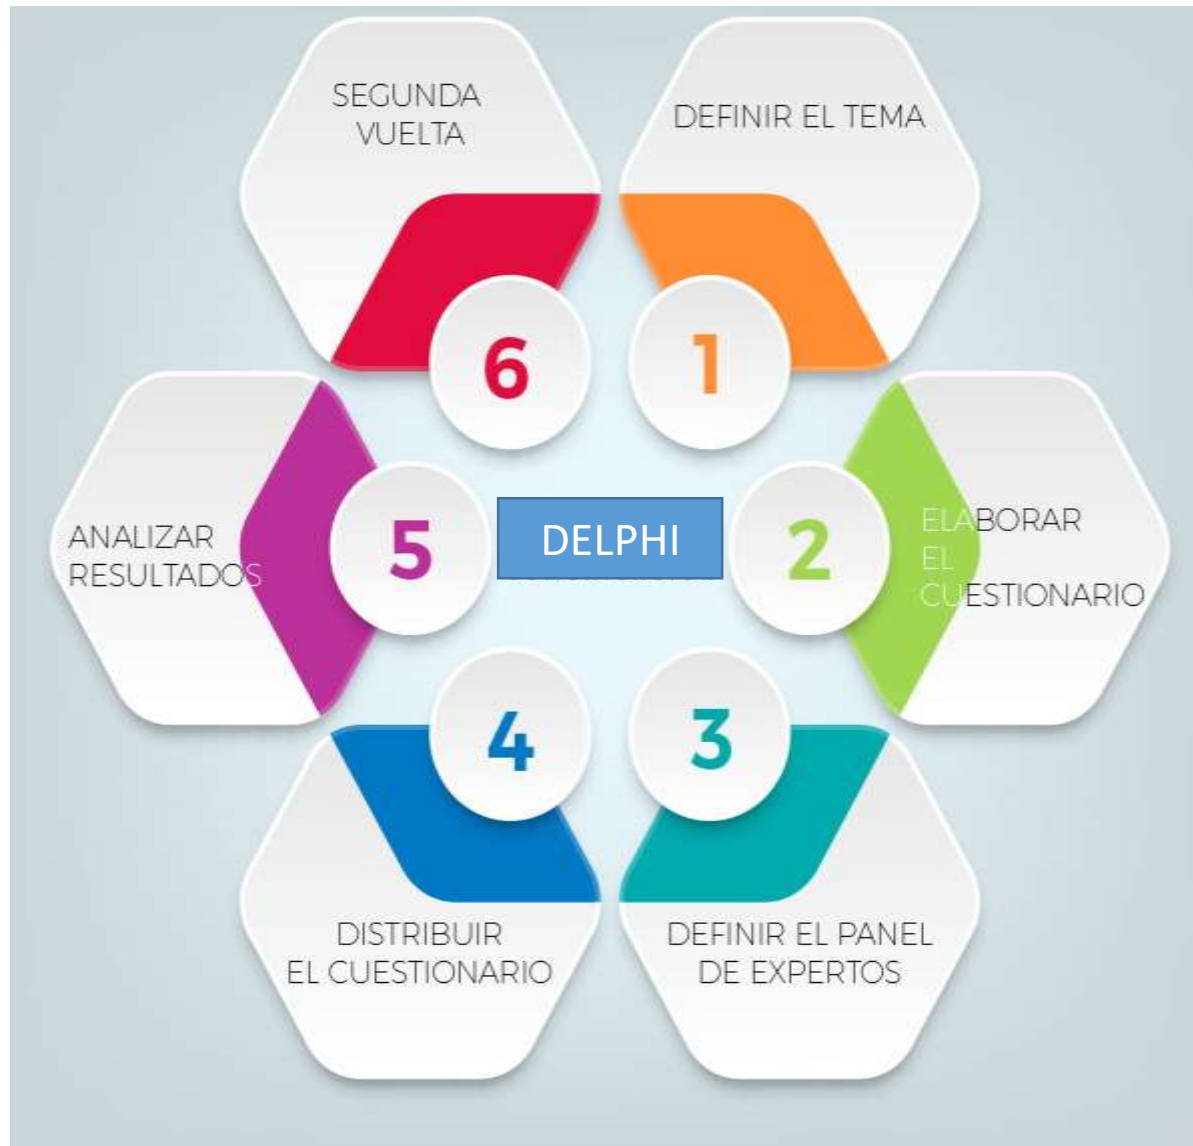 SEGUNDA
VUELTA
6
DEFINIR EL TEMA
1
ANALIZAR
RESULTADOS
5
DELPHI
2
ELABORAR
EL
CUESTIONARIO
4
DISTRIBUIR
EL CUESTIONARIO
3
DEFINIR EL PANEL
DE EXPERTOS